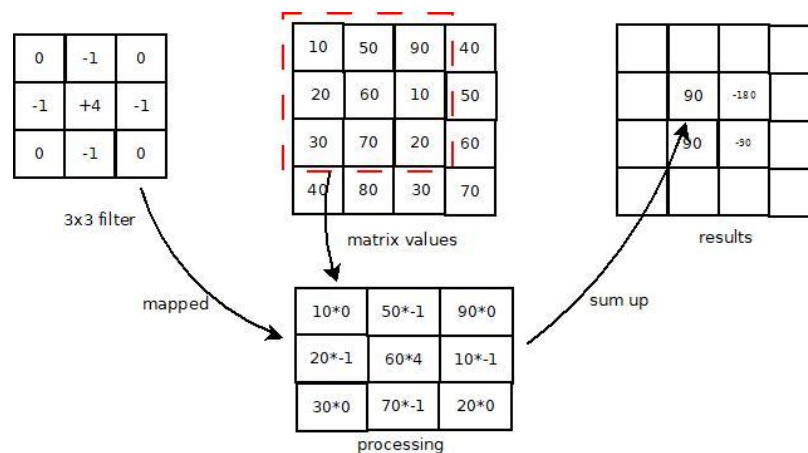 0 -1 0
-1 +4 -1
0 -1 0
3x3 filter
10 50 90 40
20 60 10 50
30 70 20 60
40 80 30 70
matrix values
90 -180
90 -90
results
mapped
sum up
10*0 50*-1 90*0
20*-1 60*4 10*-1
30*0 70*-1 20*0
processing